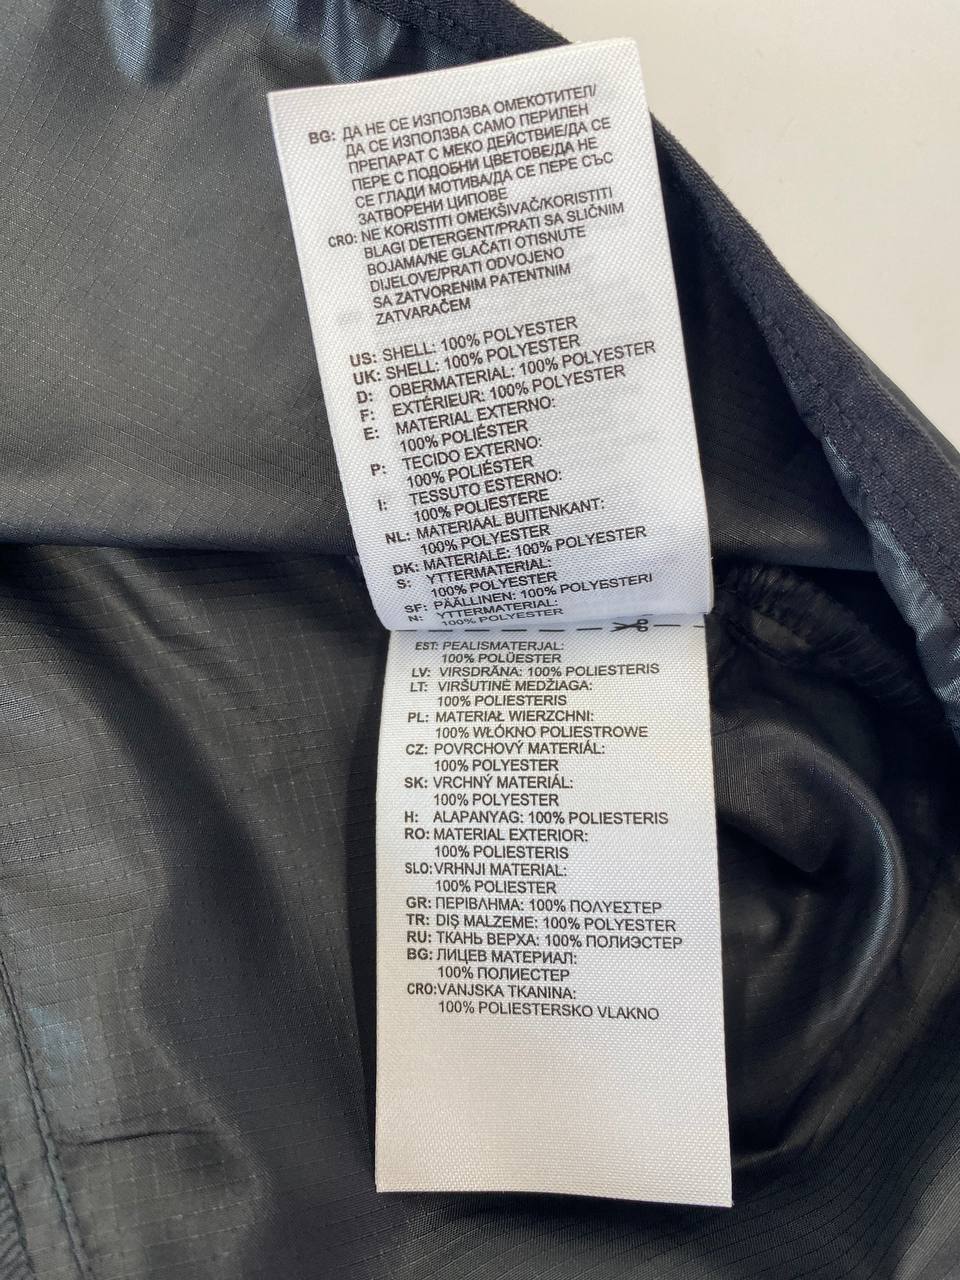 BG: ДА НЕ СЕ ИЗПОЛЗВА ОМЕКОТИТЕЛ/
ДА СЕ ИЗПОЛЗВА САМО ПЕРИЛЕН
ПРЕПАРАТ С МЕКО ДЕЙСТВИЕ/ДА СЕ
ПЕРЕ С ПОДОБНИ ЦВЕТОВЕ/ДА НЕ
СЕ ГЛАДИ МОТИВА/ДА СЕ ПЕРЕ СЪС
ЗАТВОРЕНИ ЦИПОВЕ
CRO: NE KORISTITI OMEKŠIVAČ/KORISTITI
BLAGI DETERGENT/PRATI SA SLIČNIM
BOJAMA/NE GLAČATI OTISNUTE
DIJELOVE/PRATI ODVOJENO
SA ZATVORENIM PATENTNIM
ZATVARAČEM
US: SHELL: 100% POLYESTER
UK: SHELL: 100% POLYESTER
D: OBERMATERIAL: 100% POLYESTER
F: EXTÉRIEUR: 100% POLYESTER
E: MATERIAL EXTERNO:
100% POLIÉSTER
P: TECIDO EXTERNO:
100% POLIÉSTER
I: TESSUTO ESTERNO:
100% POLIESTERE
NL: MATERIAAL BUITENKANT:
100% POLYESTER
DK: MATERIALE: 100% POLYESTER
S: YTTERMATERIAL:
100% POLYESTER
SF: PÄÄLLINEN: 100% POLYESTERI
N: YTTERMATERIAL:
100% POLYESTER
EST: PEALISMATERJAL:
100% POLÜESTER
LV: VIRSDRĀNA: 100% POLIESTERIS
LT: VIRŠUTINĖ MEDŽIAGA:
100% POLIESTERIS
PL: MATERIAŁ WIERZCHNI:
100% WŁÓKNO POLIESTROWE
CZ: POVRCHOVÝ MATERIÁL:
100% POLYESTER
SK: VRCHNÝ MATERIÁL:
100% POLYESTER
H: ALAPANYAG: 100% POLIESTERIS
RO: MATERIAL EXTERIOR:
100% POLIESTERIS
SLO: VRHNJI MATERIAL:
100% POLYESTER
GR: ΠΕΡΙΒΛΗΜΑ: 100% ΠΟΛΥΕΣΤΕΡ
TR: DIŞ MALZEME: 100% POLYESTER
RU: ТКАНЬ ВЕРХА: 100% ПОЛИЭСТЕР
BG: ЛИЦЕВ МАТЕРИАЛ:
100% ПОЛИЕСТЕР
CRO: VANJSKA TKANINA:
100% POLIESTERSKO VLAKNO